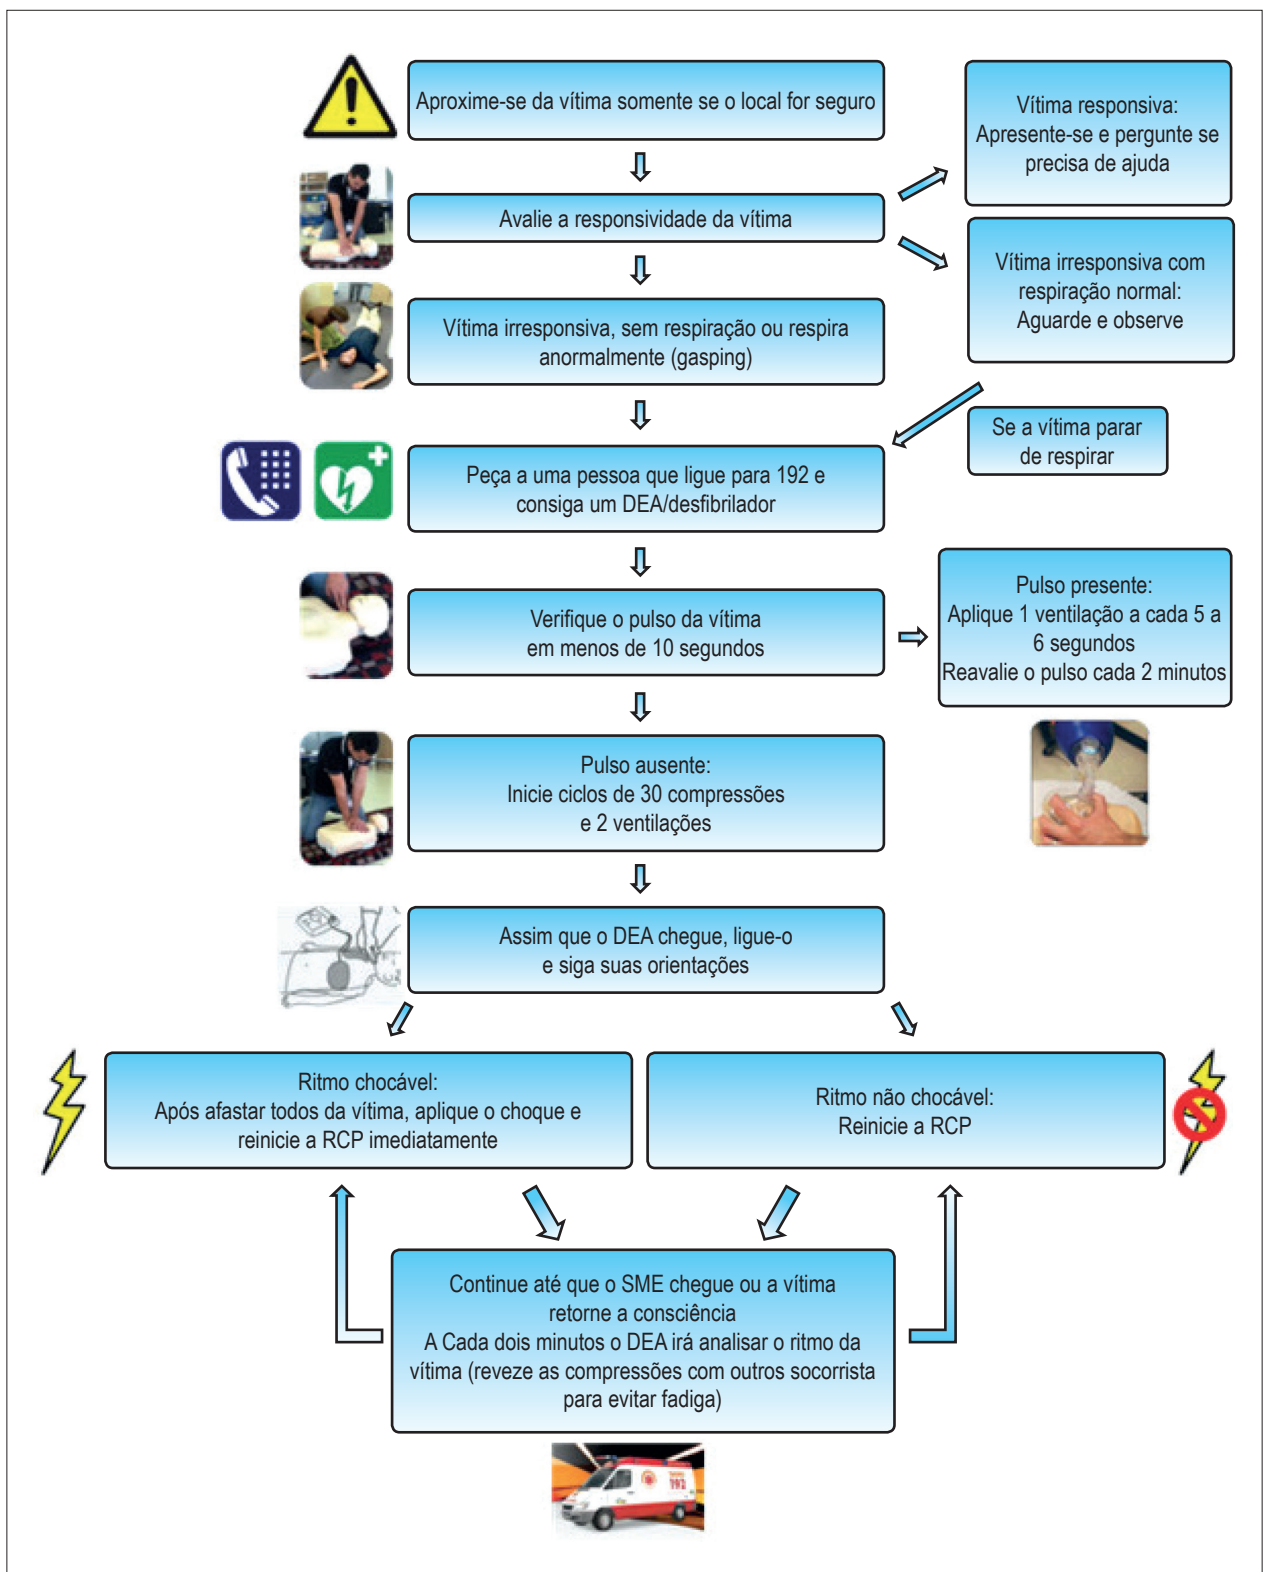 Aproxime-se da vítima somente se o local for seguro
Vítima responsiva:
Apresente-se e pergunte se
precisa de ajuda
Avalie a responsividade da vítima
Vítima irresponsiva com
respiração normal:
Aguarde e observe
Vítima irresponsiva, sem respiração ou respira
anormalmente (gasping)
Se a vítima parar
de respirar
Peça a uma pessoa que ligue para 192 e
consiga um DEA/desfibrilador
Verifique o pulso da vítima
em menos de 10 segundos
Pulso presente:
Aplique 1 ventilação a cada 5 a
6 segundos
Reavalie o pulso cada 2 minutos
Pulso ausente:
Inicie ciclos de 30 compressões
e 2 ventilações
Assim que o DEA chegue, ligue-o
e siga suas orientações
Ritmo chocável:
Após afastar todos da vítima, aplique o choque e
reinicie a RCP imediatamente
Ritmo não chocável:
Reinicie a RCP
Continue até que o SME chegue ou a vítima
retorne a consciência
A Cada dois minutos o DEA irá analisar o ritmo da
vítima (reveze as compressões com outros socorrista
para evitar fadiga)
192